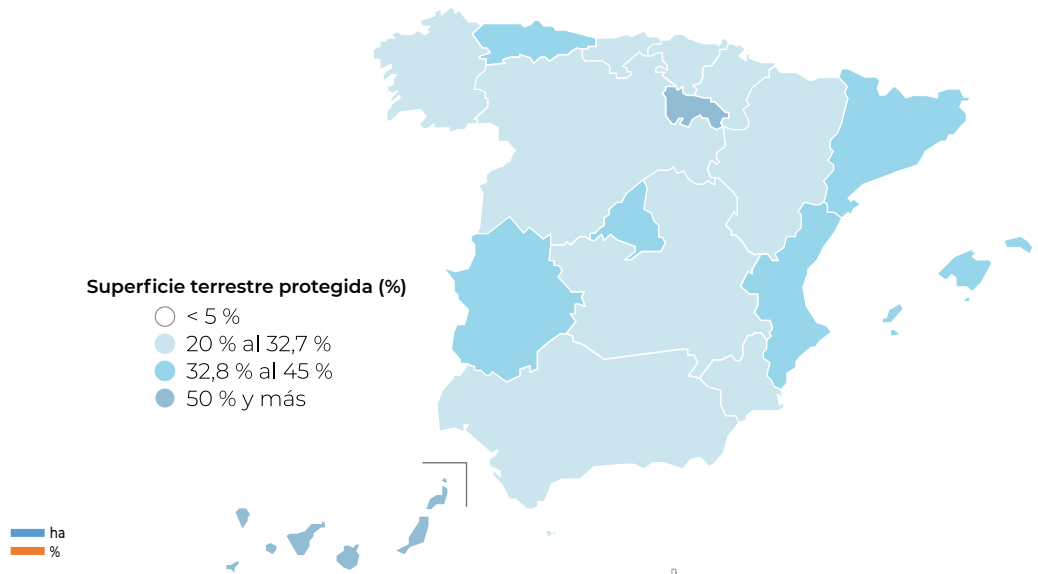 Superficie terrestre protegida (%)
< 5 %
20 % al 32,7 %
32,8 % al 45 %
50 % y más
ha
%